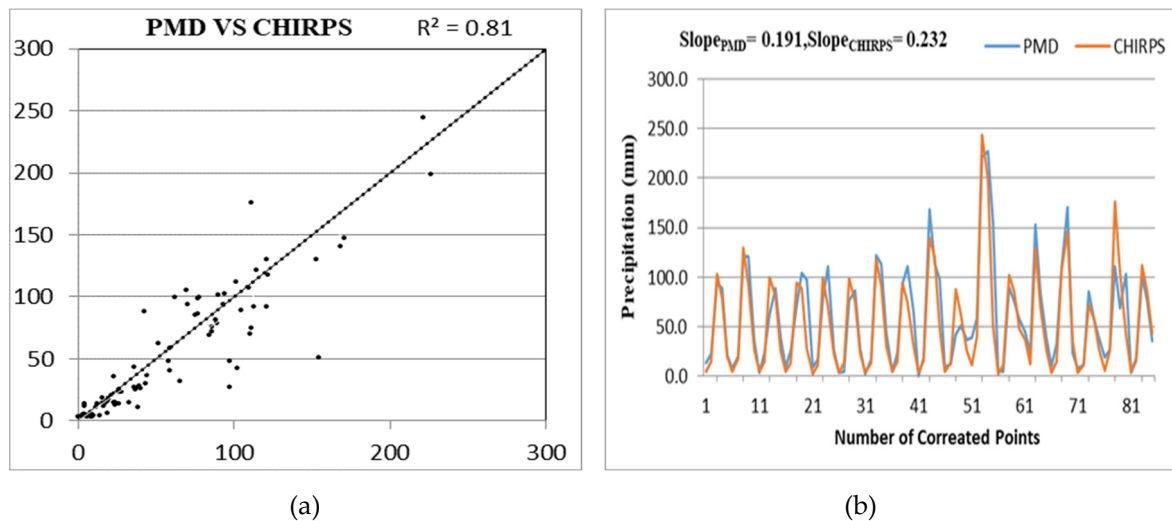 PMD VS CHIRPS R² = 0.81
300
250
200
150
100
50
0
0 100 200 300
(a)
SlopePMD= 0.191,SlopeCHIRPS= 0.232
PMD CHIRPS
Precipitation (mm)
300.0
250.0
200.0
150.0
100.0
50.0
0.0
1 11 21 31 41 51 61 71 81
Number of Correated Points
(b)